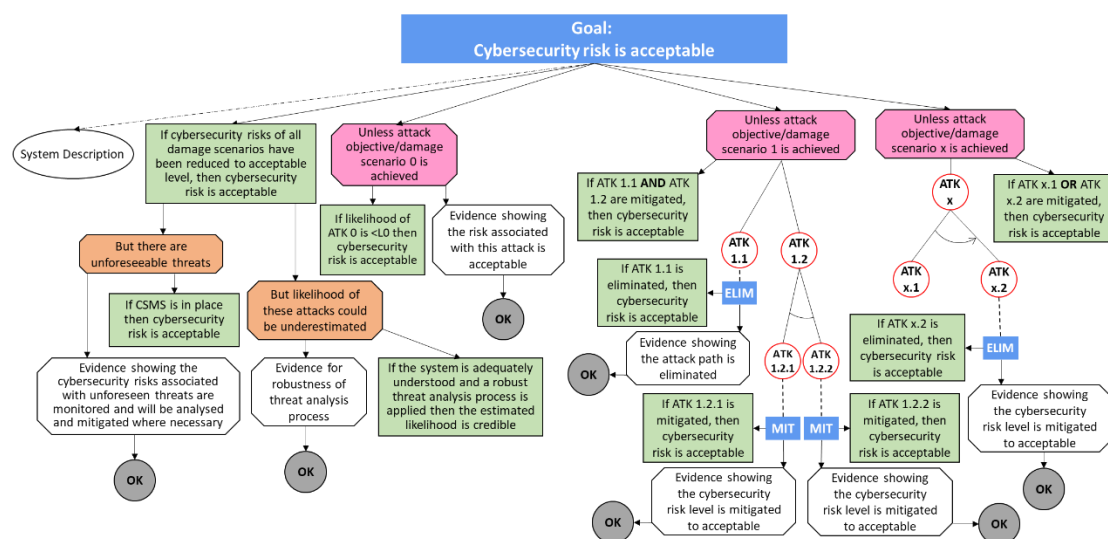 Goal:
Cybersecurity risk is acceptable
System Description
If cybersecurity risks of all
damage scenarios have
been reduced to acceptable
level, then cybersecurity
risk is acceptable
Unless attack
objective/damage
scenario 0 is
achieved
Unless attack
objective/damage
scenario 1 is achieved
Unless attack
objective/damage
scenario x is achieved
But there are
unforeseeable threats
If CSMS is in place
then cybersecurity
risk is acceptable
Evidence showing the
cybersecurity risks associated
with unforeseen threats are
monitored and will be analysed
and mitigated where necessary
OK
But likelihood of
these attacks could
be underestimated
Evidence for
robustness of
threat analysis
process
OK
If the system is adequately
understood and a robust
threat analysis process is
applied then the estimated
likelihood is credible
If likelihood of
ATK 0 is <L0 then
cybersecurity
risk is acceptable
Evidence showing
the risk associated
with this attack is
acceptable
OK
If ATK 1.1 AND ATK
1.2 are mitigated,
then cybersecurity
risk is acceptable
ATK
1.1
ATK
1.2
If ATK 1.1 is
eliminated, then
cybersecurity
risk is acceptable
ELIM
Evidence showing
the attack path is
eliminated
OK
ATK
1.2.1
ATK
1.2.2
If ATK 1.2.1 is
mitigated, then
cybersecurity
risk is acceptable
MIT
MIT
If ATK 1.2.2 is
mitigated, then
cybersecurity
risk is acceptable
Evidence showing
the cybersecurity
risk level is mitigated
to acceptable
OK
Evidence showing
the cybersecurity
risk level is mitigated
to acceptable
OK
ATK
x
If ATK x.1 OR ATK
x.2 are mitigated,
then cybersecurity
risk is acceptable
ATK
x.1
ATK
x.2
If ATK x.2 is
eliminated, then
cybersecurity risk
is acceptable
ELIM
Evidence showing
the cybersecurity
risk level is mitigated
to acceptable
OK